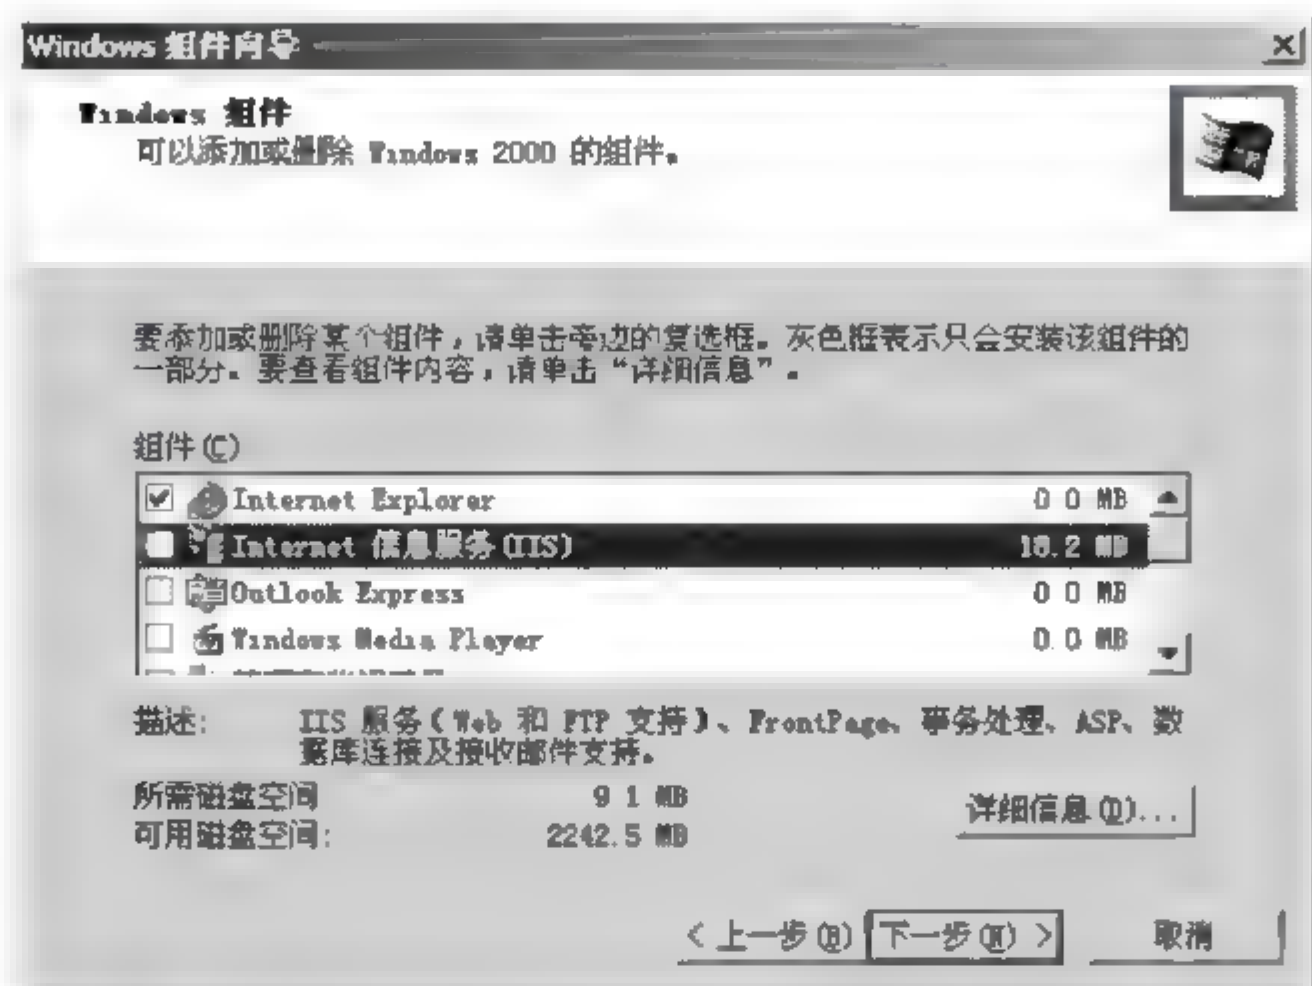 Windows 组件向导
Windows 组件
可以添加或删除 Windows 2000 的组件。
要添加或删除某个组件，请单击旁边的复选框。灰色框表示只会安装该组件的
一部分。要查看组件内容，请单击“详细信息”。
组件(C)
Internet Explorer 0 0 MB
Internet 信息服务(IIS) 18.2 MB
Outlook Express 0 0 MB
Windows Media Player 0.0 MB
描述: IIS 服务(Web 和 FTP 支持)、FrontPage、事务处理、ASP、数
据库连接及接收邮件支持。
所需磁盘空间 9 1 MB
可用磁盘空间: 2242.5 MB
详细信息(D)...
< 上一步(B) 下一步(N) > 取消